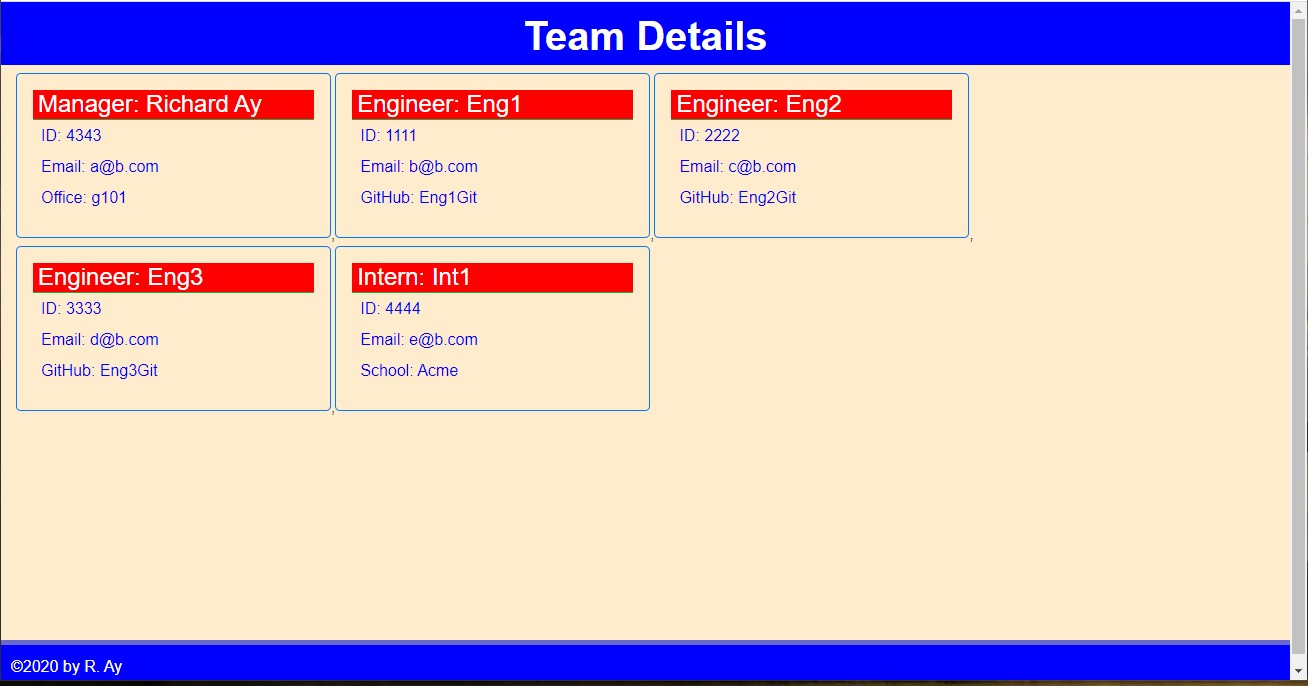 Team Details
Manager: Richard Ay
ID: 4343
Email: a@b.com
Office: g101
,
Engineer: Eng1
ID: 1111
Email: b@b.com
GitHub: Eng1Git
,
Engineer: Eng2
ID: 2222
Email: c@b.com
GitHub: Eng2Git
,
Engineer: Eng3
ID: 3333
Email: d@b.com
GitHub: Eng3Git
,
Intern: Int1
ID: 4444
Email: e@b.com
School: Acme
©2020 by R. Ay